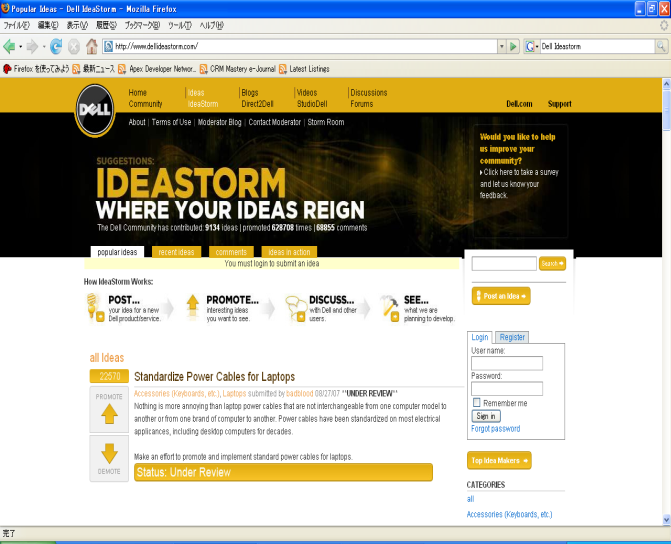 Popular Ideas - Dell IdeaStorm - Mozilla Firefox
ファイル(F) 編集(E) 表示(V) 履歴(S) ブックマーク(B) ツール(T) ヘルプ(H)
http://www.dellideastorm.com/
Dell Ideastorm
Firefox を使ってみよう 最新ニュース Apex Developer Networ... CRM Mastery e-Journal Latest Listings
Home Ideas Blogs Videos Discussions
Community IdeaStorm Direct2Dell StudioDell Forums
Dell.com Support
DELL
About | Terms of Use | Moderator Blog | Contact Moderator | Storm Room
Would you like to help
us improve your
community?
Click here to take a survey
and let us know your
feedback.
SUGGESTIONS:
IDEASTORM
WHERE YOUR IDEAS REIGN
The Dell Community has contributed: 9134 ideas | promoted 628708 times | 68855 comments
popular ideas recent ideas comments ideas in action
You must login to submit an idea
Search
How IdeaStorm Works:
POST...
your idea for a new
Dell product/service.
PROMOTE...
interesting ideas
you want to see.
DISCUSS...
with Dell and other
users.
SEE...
what we are
planning to develop.
Post an Idea
Login Register
User name:
Password:
Remember me
Sign in
Forgot password
all Ideas
22570
PROMOTE
DEMOTE
Standardize Power Cables for Laptops
Accessories (Keyboards, etc.), Laptops submitted by badblood 08/27/07 **UNDER REVIEW**
Nothing is more annoying than laptop power cables that are not interchangeable from one computer model to
another or from one brand of computer to another. Power cables have been standardized on most electrical
applicances, including desktop computers for decades.
Make an effort to promote and implement standard power cables for laptops.
Status: Under Review
Top Idea Makers
CATEGORIES
all
Accessories (Keyboards, etc.)
完了